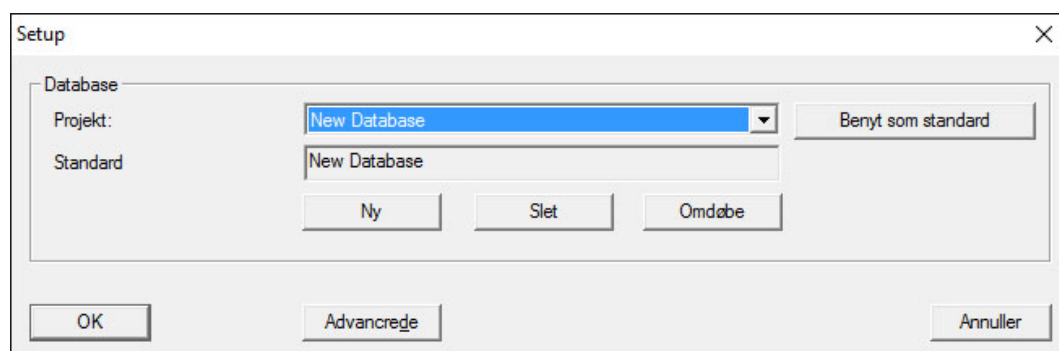 Setup
Database
Projekt: New Database Benyt som standard
Standard New Database
Ny Slet Omdøbe
OK Advancrede Annuller